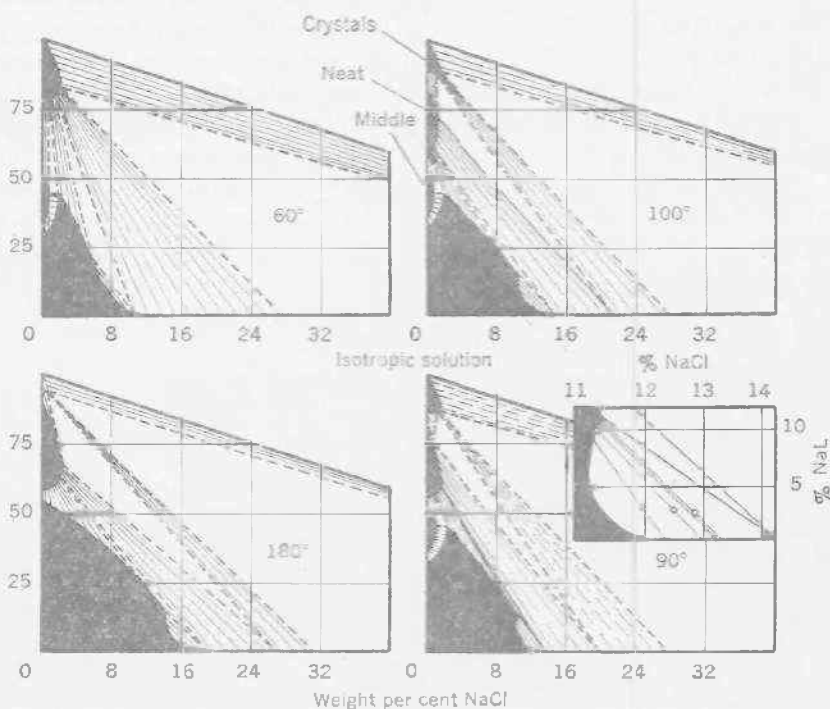 Crystals
Neat
Middle
75
50
25
60°
100°
0 8 16 24 32
0 8 16 24 32
Isotropic solution
% NaCl
11 12 13 14
10
5
% NaL
75
50
25
180°
90°
0 8 16 24 32
0 8 16 24 32
Weight per cent NaCl